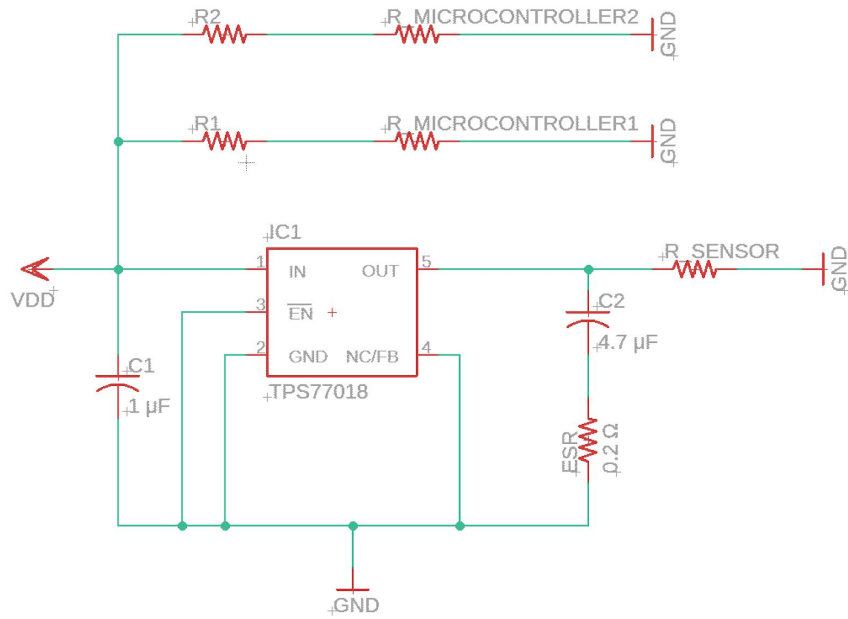 R2
R_MICROCONTROLLER2
GND
R1
R_MICROCONTROLLER1
GND
IC1
R_SENSOR
GND
1
IN
OUT
5
VDD
3
EN
C2
4.7 µF
2
GND
NC/FB
4
C1
1 µF
TPS77018
ESR
0.2 Ω
GND